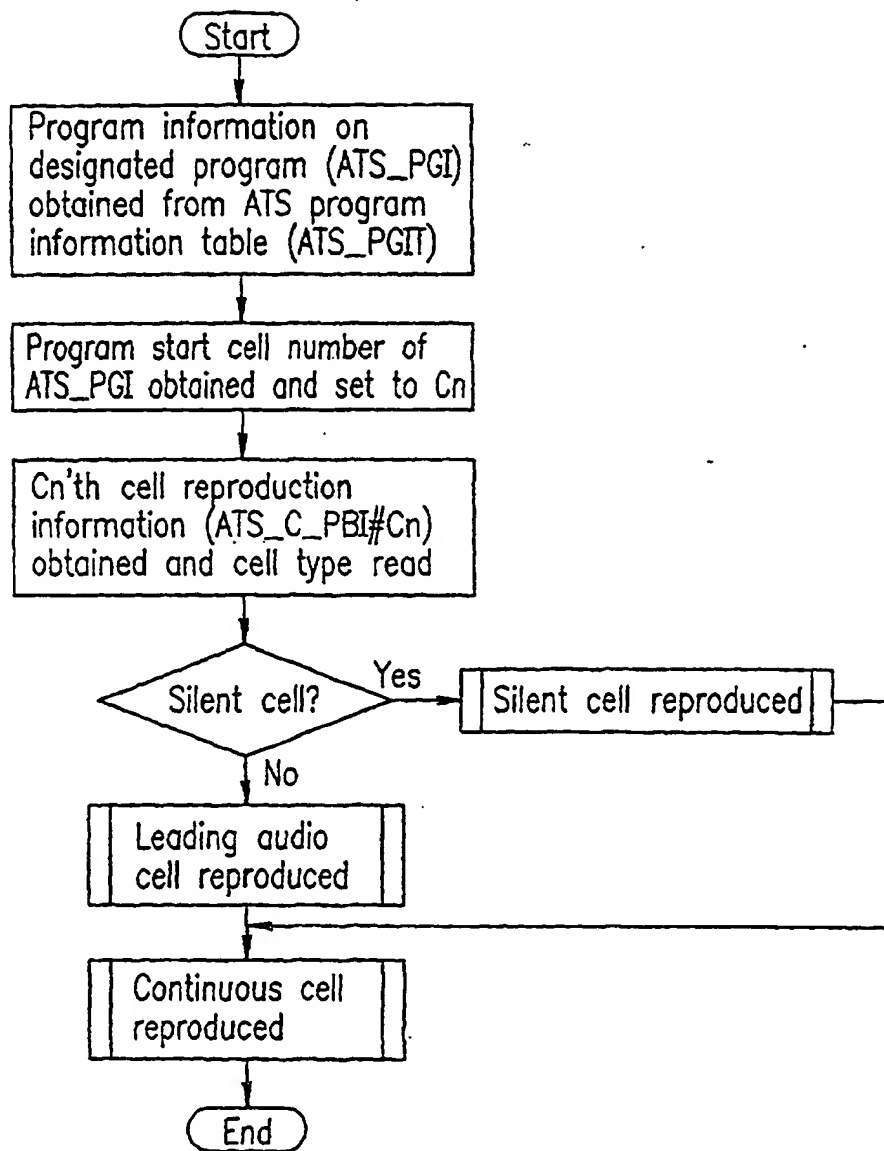 Start
Program information on
designated program (ATS_PGI)
obtained from ATS program
information table (ATS_PGIT)
Program start cell number of
ATS_PGI obtained and set to Cn
Cn'th cell reproduction
information (ATS_C_PBI#Cn)
obtained and cell type read
Silent cell?
Yes
Silent cell reproduced
No
Leading audio
cell reproduced
Continuous cell
reproduced
End